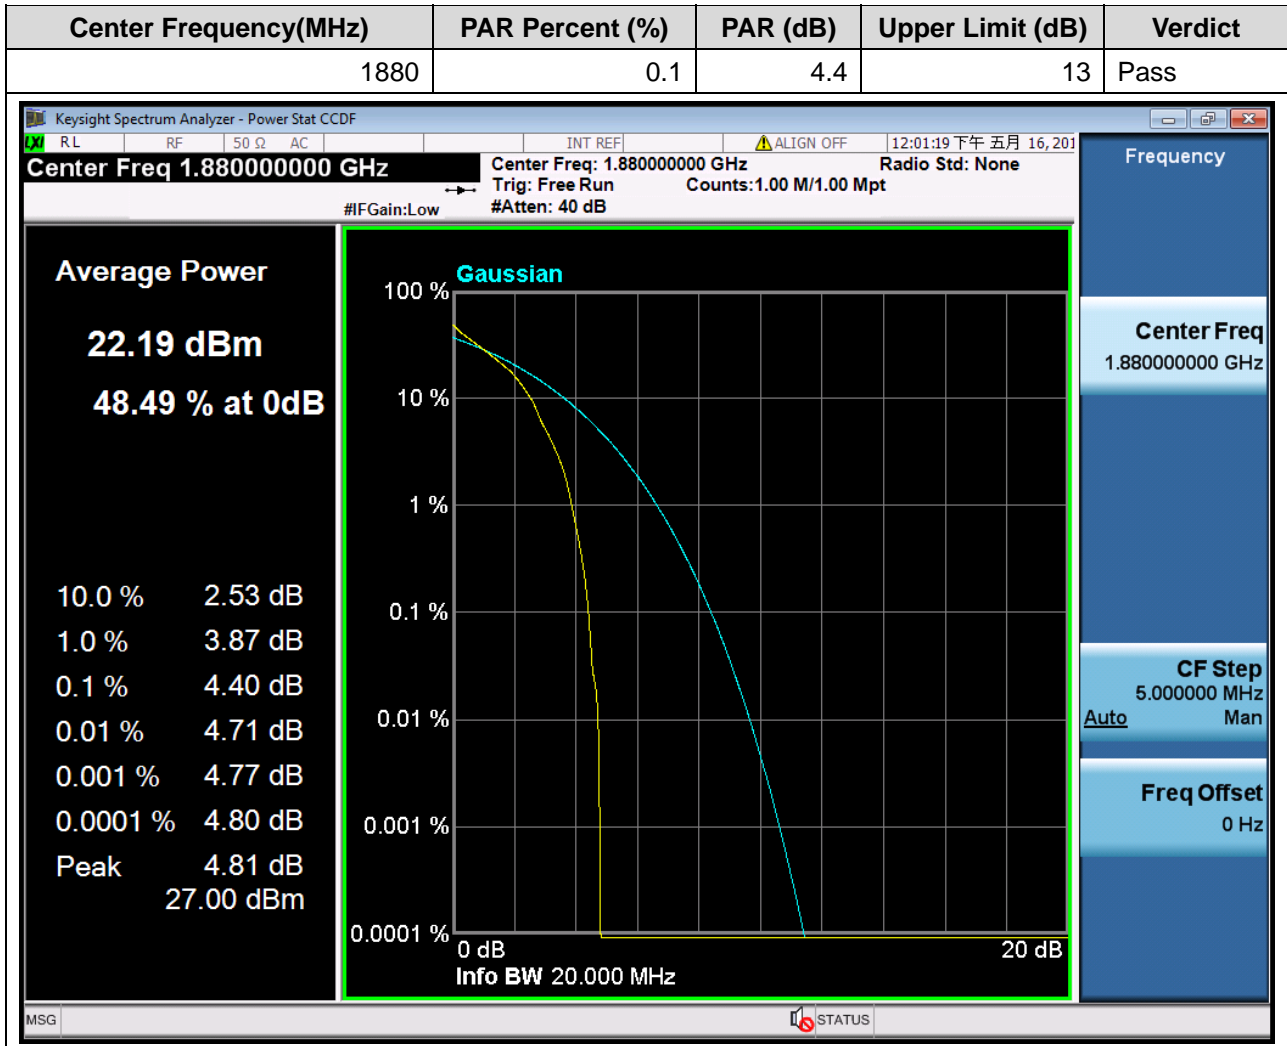 Center Frequency(MHz) PAR Percent (%) PAR (dB) Upper Limit (dB) Verdict
1880 0.1 4.4 13 Pass
Keysight Spectrum Analyzer - Power Stat CCDF
LXI RL RF 50 Ω AC INT REF ALIGN OFF 12:01:19 下午 五月 16, 201
Center Freq 1.880000000 GHz
Center Freq: 1.880000000 GHz Radio Std: None
Trig: Free Run Counts:1.00 M/1.00 Mpt
#IFGain:Low #Atten: 40 dB
Frequency
Average Power
22.19 dBm
48.49 % at 0dB
10.0 % 2.53 dB
1.0 % 3.87 dB
0.1 % 4.40 dB
0.01 % 4.71 dB
0.001 % 4.77 dB
0.0001 % 4.80 dB
Peak 4.81 dB
27.00 dBm
Gaussian
100 %
10 %
1 %
0.1 %
0.01 %
0.001 %
0.0001 %
0 dB 20 dB
Info BW 20.000 MHz
Center Freq
1.880000000 GHz
CF Step
5.000000 MHz
Auto Man
Freq Offset
0 Hz
MSG STATUS